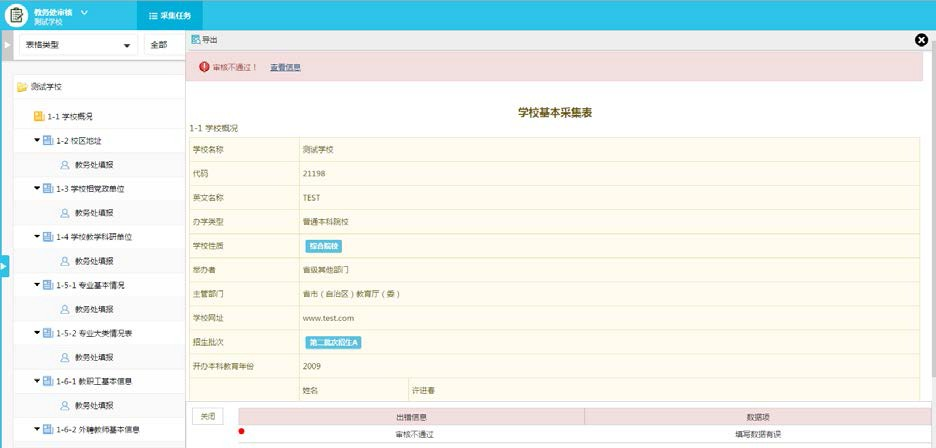 教务处审核
测试学校
采集任务
表格类型
全部
测试学校
1-1 学校概况
1-2 校区地址
教务处填报
1-3 学校相党政单位
教务处填报
1-4 学校教学科研单位
教务处填报
1-5-1 专业基本情况
教务处填报
1-5-2 专业大类情况表
教务处填报
1-6-1 教职工基本信息
教务处填报
1-6-2 外聘教师基本信息
导出
审核不通过！ 查看信息
学校基本采集表
1-1 学校概况
学校名称 测试学校
代码 21198
英文名称 TEST
办学类型 普通本科院校
学校性质 综合院校
举办者 省级其他部门
主管部门 省市（自治区）教育厅（委）
学校网址 www.test.com
招生批次 第二批次招生A
开办本科教育年份 2009
姓名 许进春
关闭 出错信息 数据项
审核不通过 填写数据有误